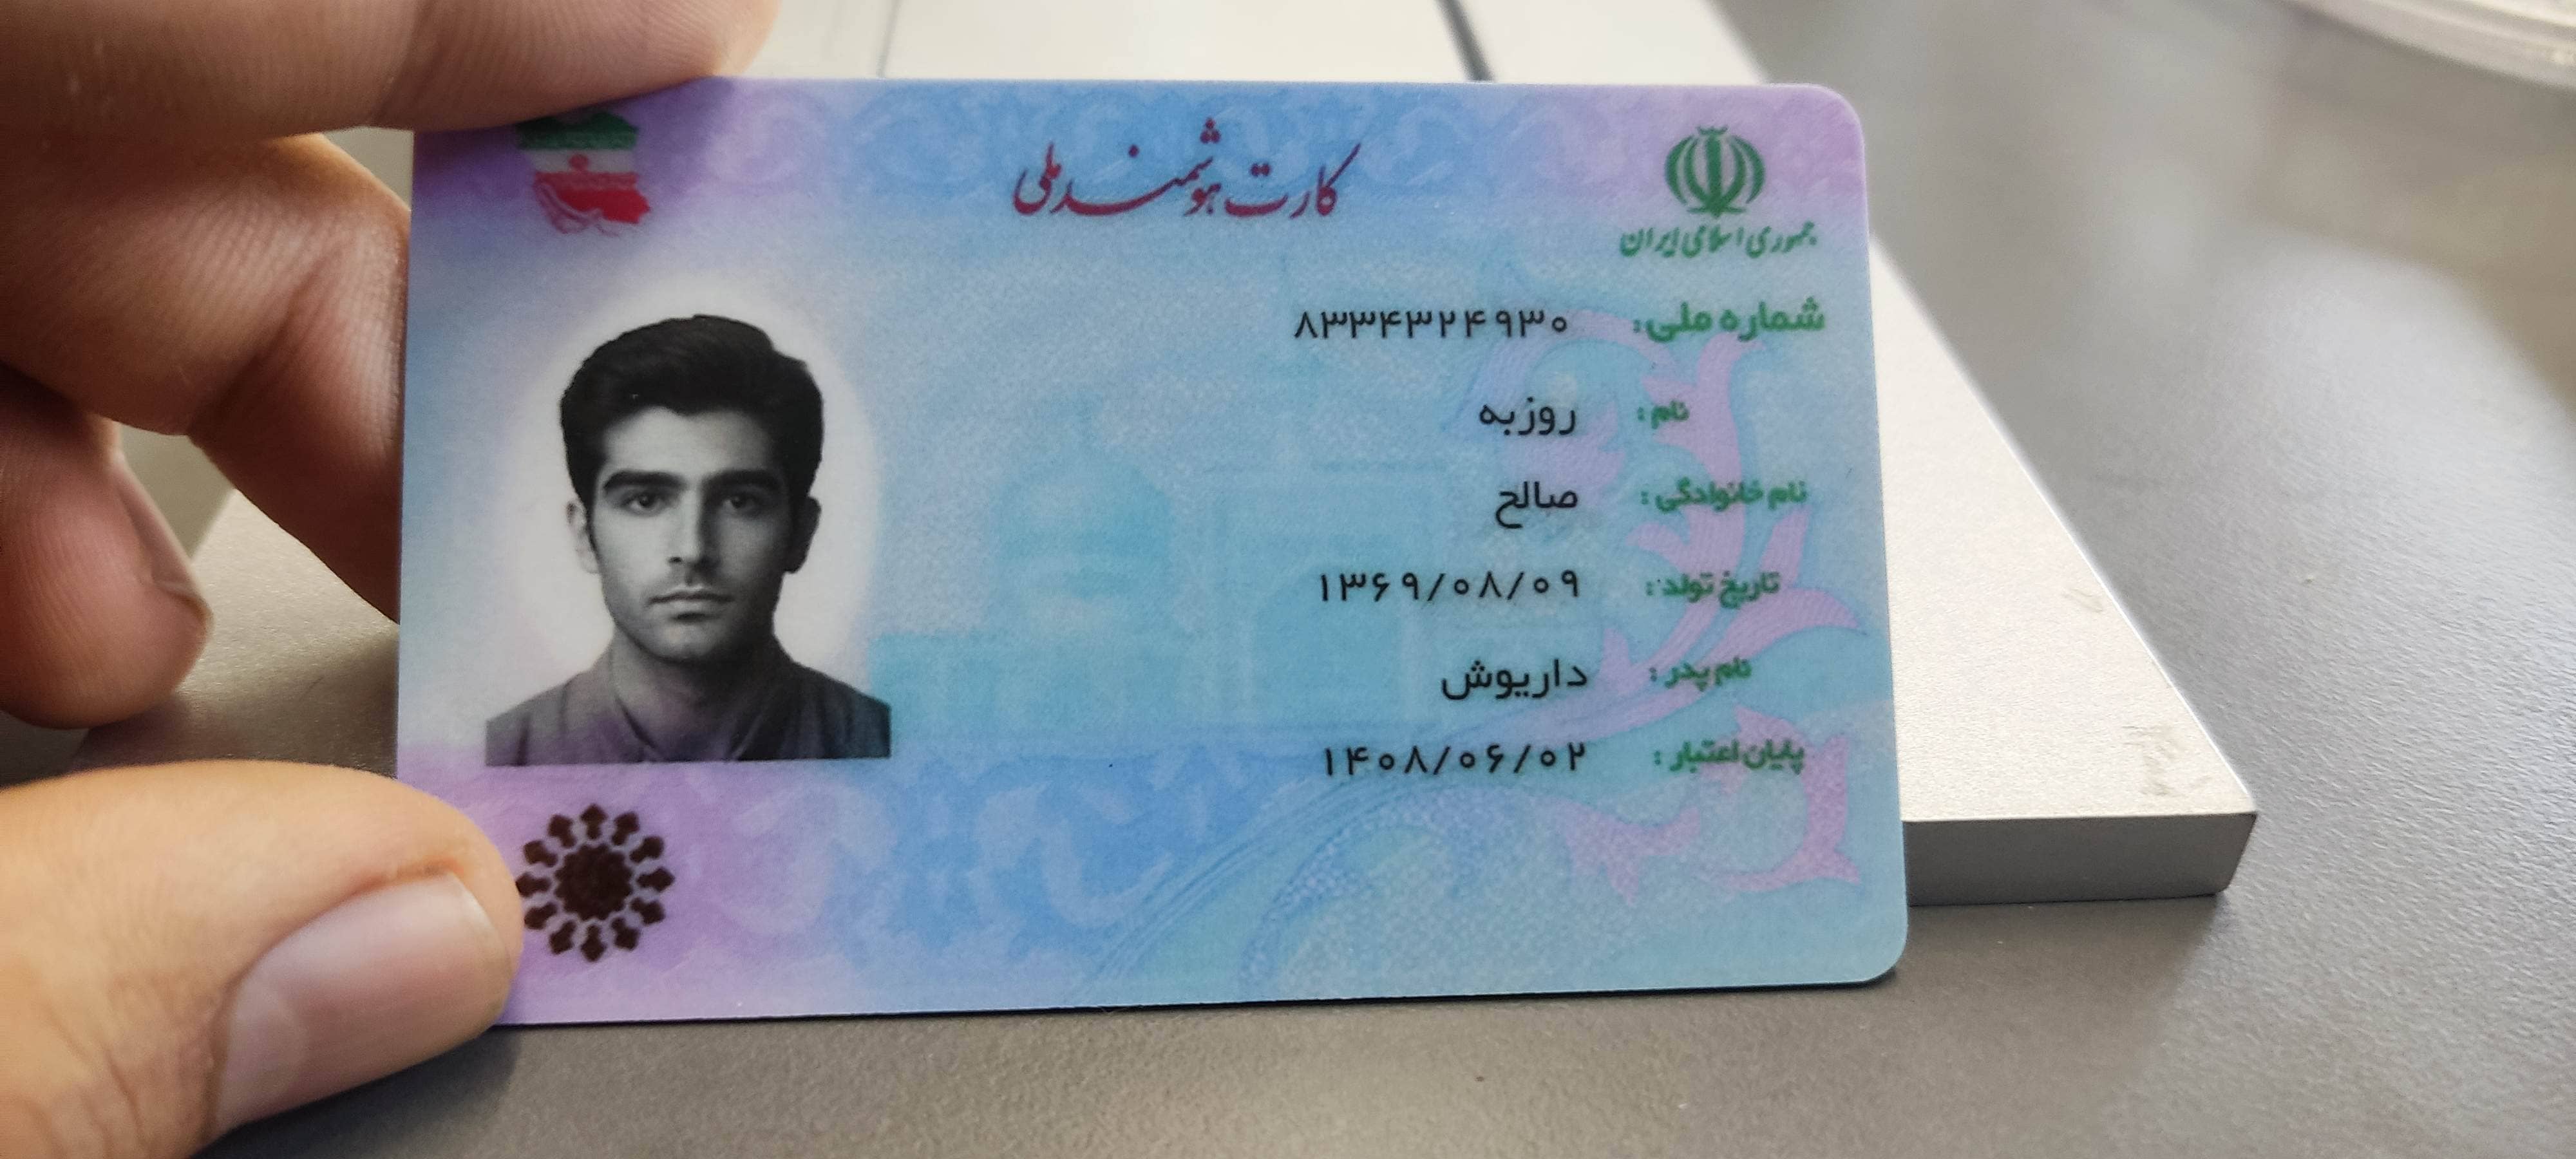 کارت هوشمند ملی
جمهوری اسلامی ایران
شماره ملی: ۸۳۳۴۳۲۴۹۳۰
نام: روزبه
نام خانوادگی: صالح
تاریخ تولد: ۱۳۶۹/۰۸/۰۹
نام پدر: داریوش
پایان اعتبار: ۱۴۰۸/۰۶/۰۲